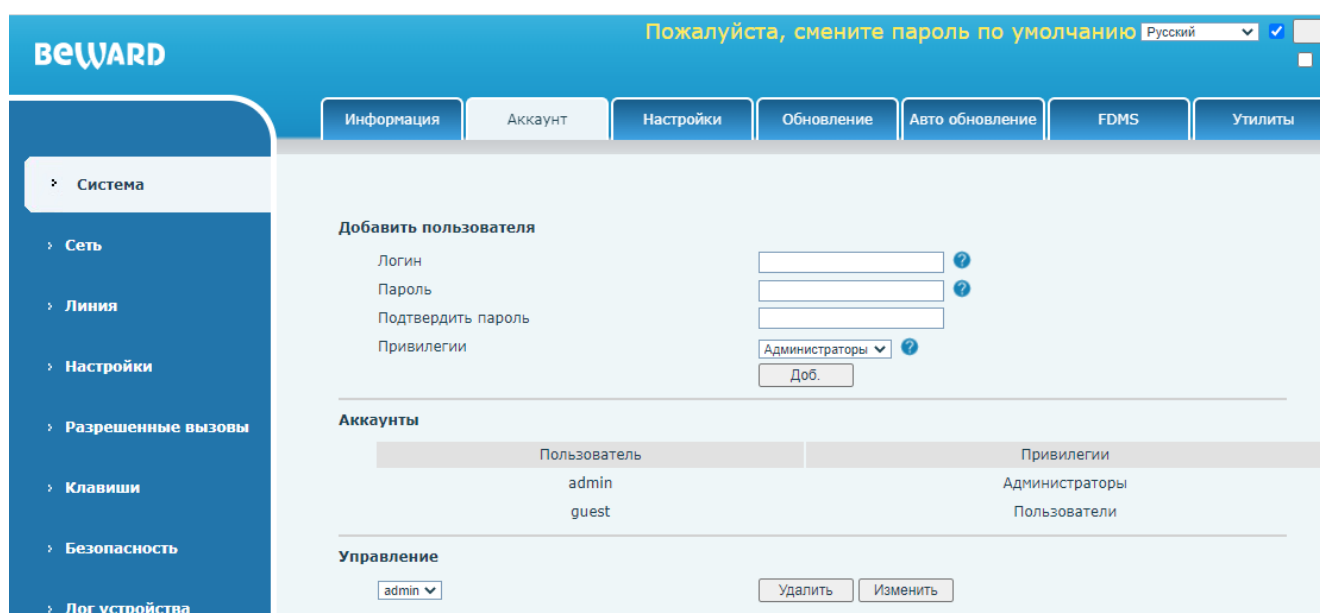 Пожалуйста, смените пароль по умолчанию Русский
BEWARD
Информация Аккаунт Настройки Обновление Авто обновление FDMS Утилиты
Система
Сеть
Линия
Настройки
Разрешенные вызовы
Клавиши
Безопасность
Лог устройства
Добавить пользователя
Логин ?
Пароль ?
Подтвердить пароль
Привилегии Администраторы ?
Доб.
Аккаунты
Пользователь Привилегии
admin Администраторы
guest Пользователи
Управление
admin Удалить Изменить